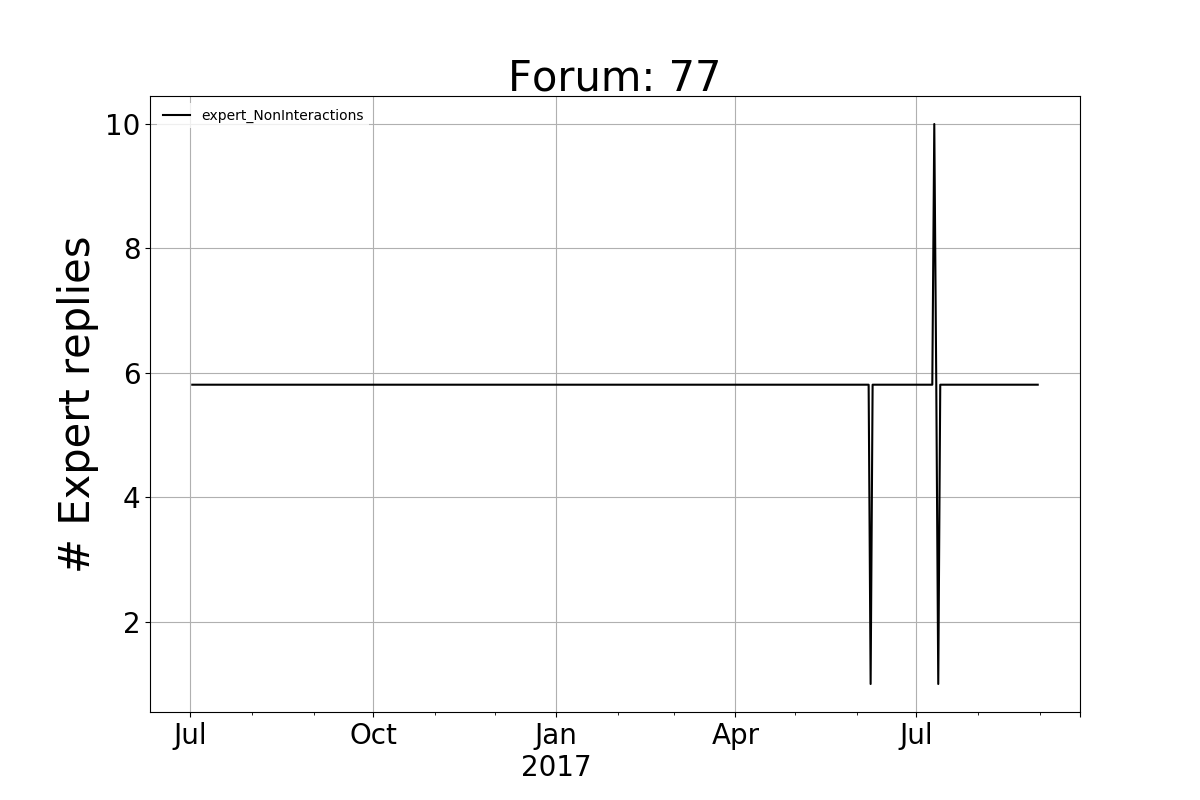 Forum: 77
expert_NonInteractions
# Expert replies
10
8
6
4
2
Jul
Oct
Jan
2017
Apr
Jul